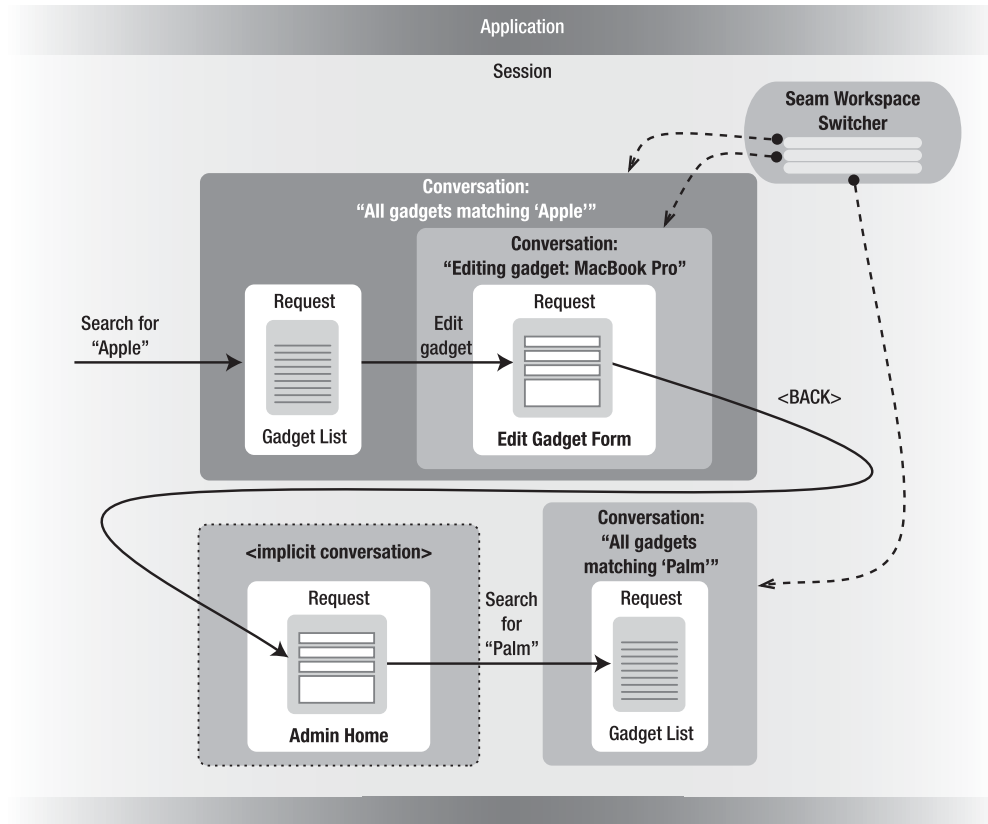 Application
Session
Seam Workspace
Switcher
Conversation:
“All gadgets matching ‘Apple’”
Conversation:
“Editing gadget: MacBook Pro”
Request
Request
Search for
“Apple”
Edit
gadget
<BACK>
Gadget List
Edit Gadget Form
<implicit conversation>
Conversation:
“All gadgets
matching ‘Palm’”
Request
Search
for
“Palm”
Request
Admin Home
Gadget List